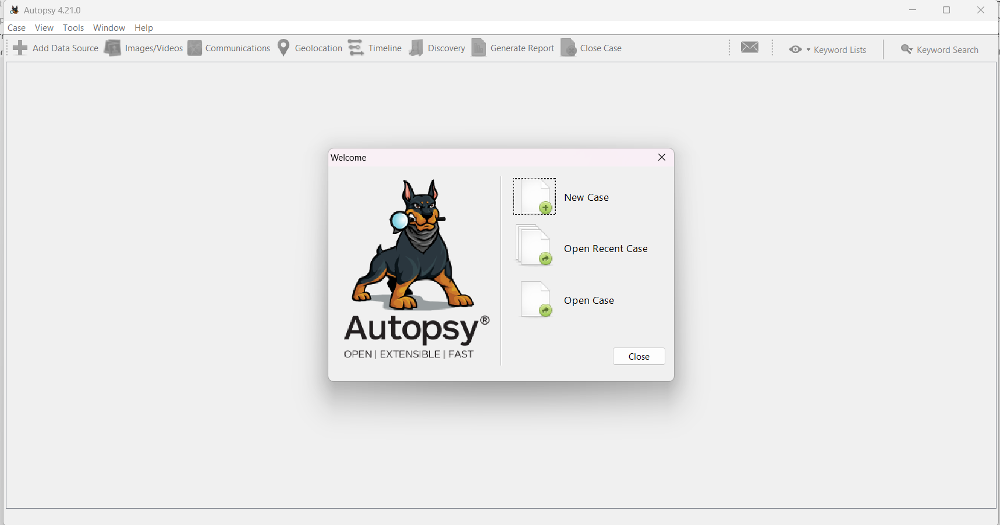 Autopsy 4.21.0
Case View Tools Window Help
Add Data Source Images/Videos Communications Geolocation Timeline Discovery Generate Report Close Case Keyword Lists Keyword Search
Welcome
New Case
Open Recent Case
Open Case
Autopsy®
OPEN | EXTENSIBLE | FAST
Close